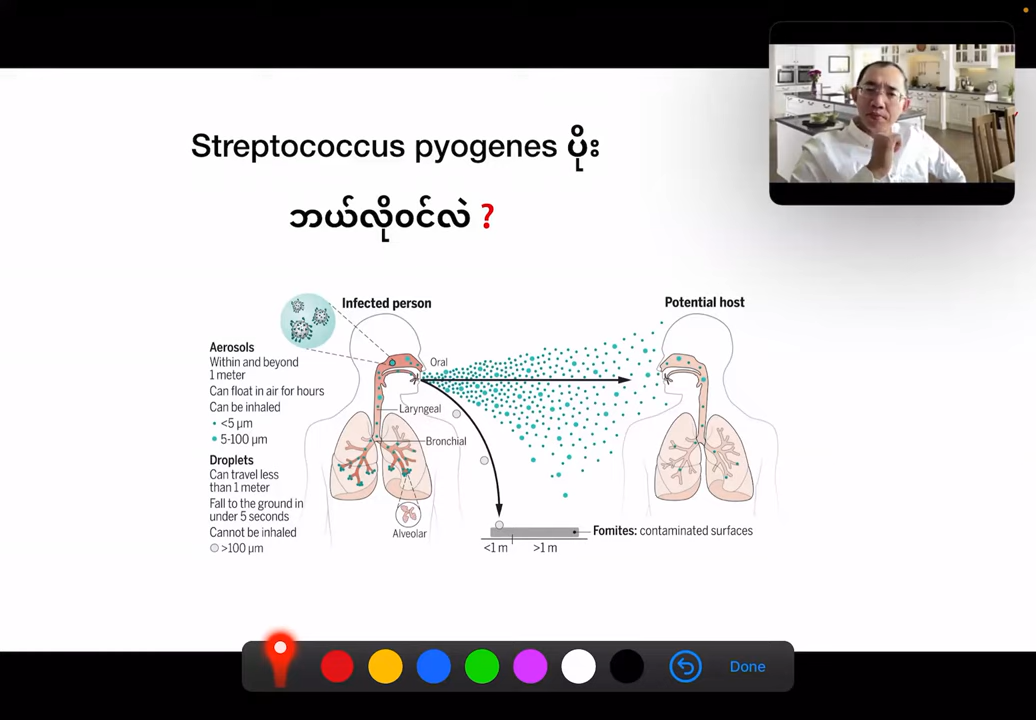 Streptococcus pyogenes ပိုး
ဘယ်လိုဝင်လဲ ?
Infected person
Potential host
Aerosols
Within and beyond
1 meter
Can float in air for hours
Can be inhaled
<5 μm
5-100 μm
Droplets
Can travel less
than 1 meter
Fall to the ground in
under 5 seconds
Cannot be inhaled
>100 μm
Oral
Laryngeal
Bronchial
Alveolar
Fomites: contaminated surfaces
<1 m
>1 m
Done